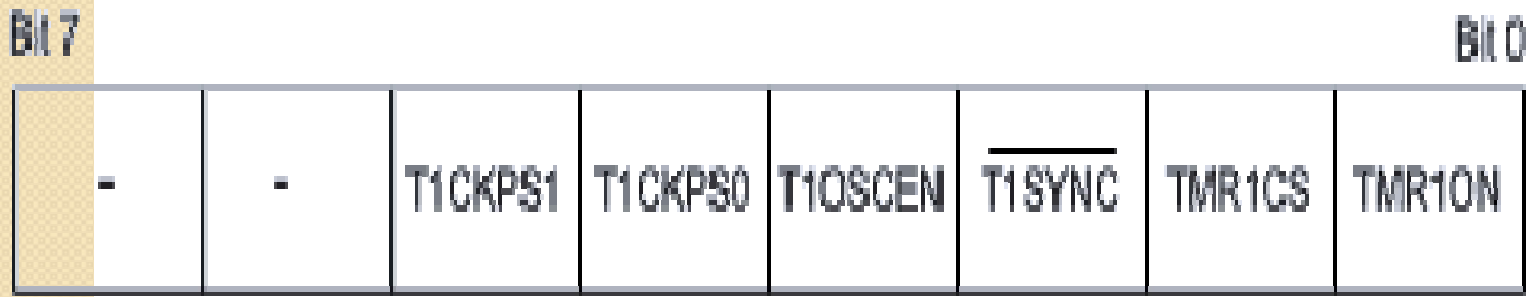 Bit 7 Bit 0
- - T1CKPS1 T1CKPS0 T1OSCEN T1SYNC TMR1CS TMR1ON